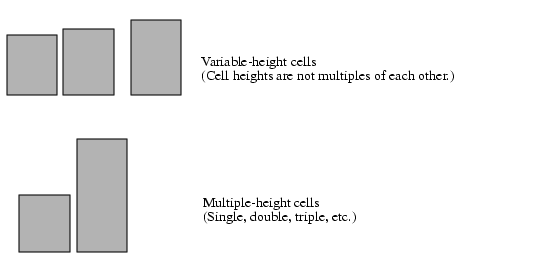 Variable-height cells
(Cell heights are not multiples of each other.)
Multiple-height cells
(Single, double, triple, etc.)